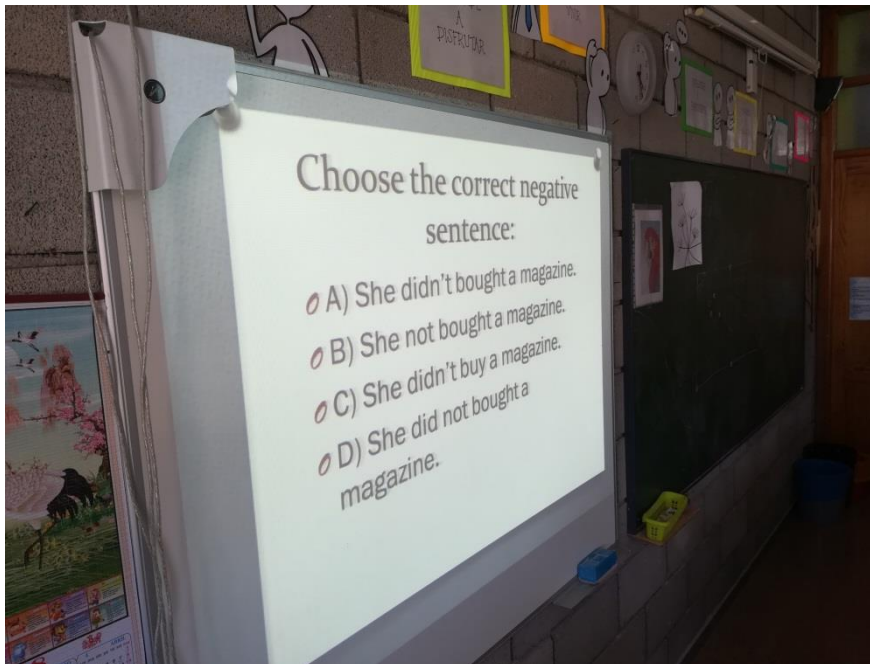 A
DISFRUTAR
Choose the correct negative
sentence:
A) She didn't bought a magazine.
B) She not bought a magazine.
C) She didn't buy a magazine.
D) She did not bought a
magazine.